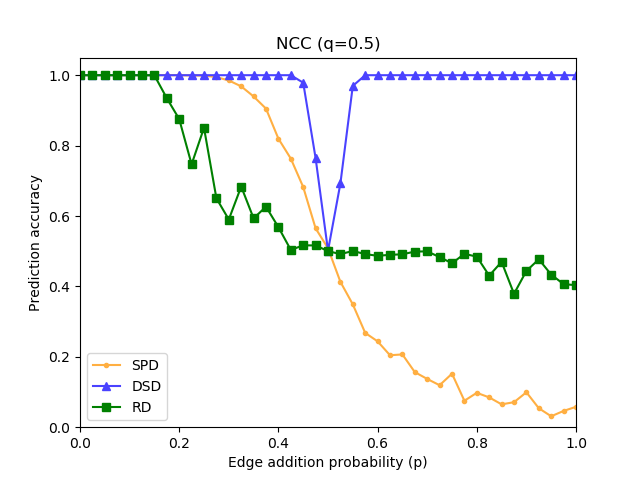 NCC (q=0.5)
1.0
0.8
0.6
0.4
0.2
0.0
Prediction accuracy
SPD
DSD
RD
0.0 0.2 0.4 0.6 0.8 1.0
Edge addition probability (p)